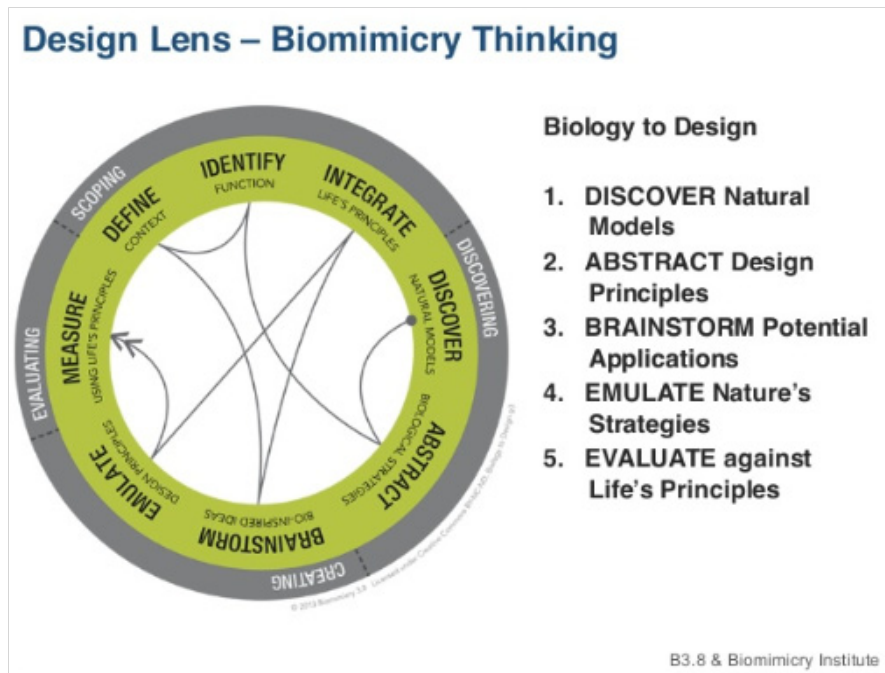 Design Lens – Biomimicry Thinking
SCOPING
DEFINE
CONTEXT
IDENTIFY
FUNCTION
INTEGRATE
LIFE'S PRINCIPLES
DISCOVERING
DISCOVER
NATURAL MODELS
ABSTRACT
BIOLOGICAL STRATEGIES
CREATING
BRAINSTORM
BIO-INSPIRED IDEAS
EMULATE
DESIGN PRINCIPLES
EVALUATING
MEASURE
USING LIFE'S PRINCIPLES
Biology to Design
1. DISCOVER Natural
Models
2. ABSTRACT Design
Principles
3. BRAINSTORM Potential
Applications
4. EMULATE Nature's
Strategies
5. EVALUATE against
Life's Principles
B3.8 & Biomimicry Institute